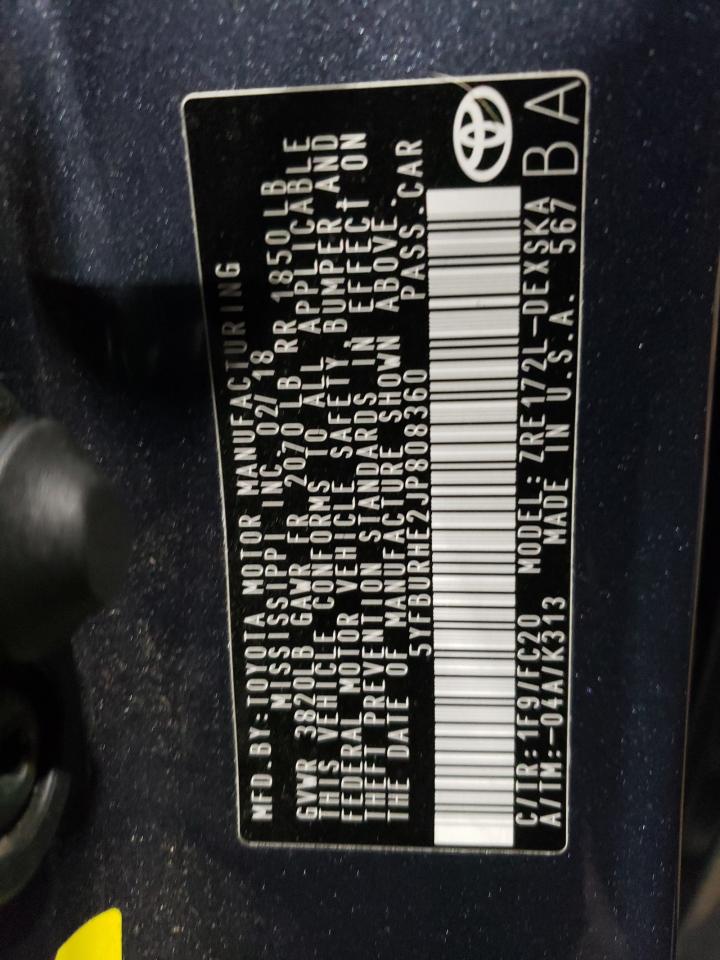 MFD.BY:TOYOTA MOTOR MANUFACTURING
MISSISSIPPI INC. 02/18
GVWR 3820LB GAWR FR 2070 LB RR 1850 LB
THIS VEHICLE CONFORMS TO ALL APPLICABLE
FEDERAL MOTOR VEHICLE SAFETY, BUMPER AND
THEFT PREVENTION STANDARDS IN EFFECT ON
THE DATE OF MANUFACTURE SHOWN ABOVE.
5YFBURHE2JP808360 PASS.CAR
C/TR:1F9/FC20 MODEL:ZRE172L-DEXSKA
A/TM:-04A/K313 MADE IN U.S.A. 567
BA